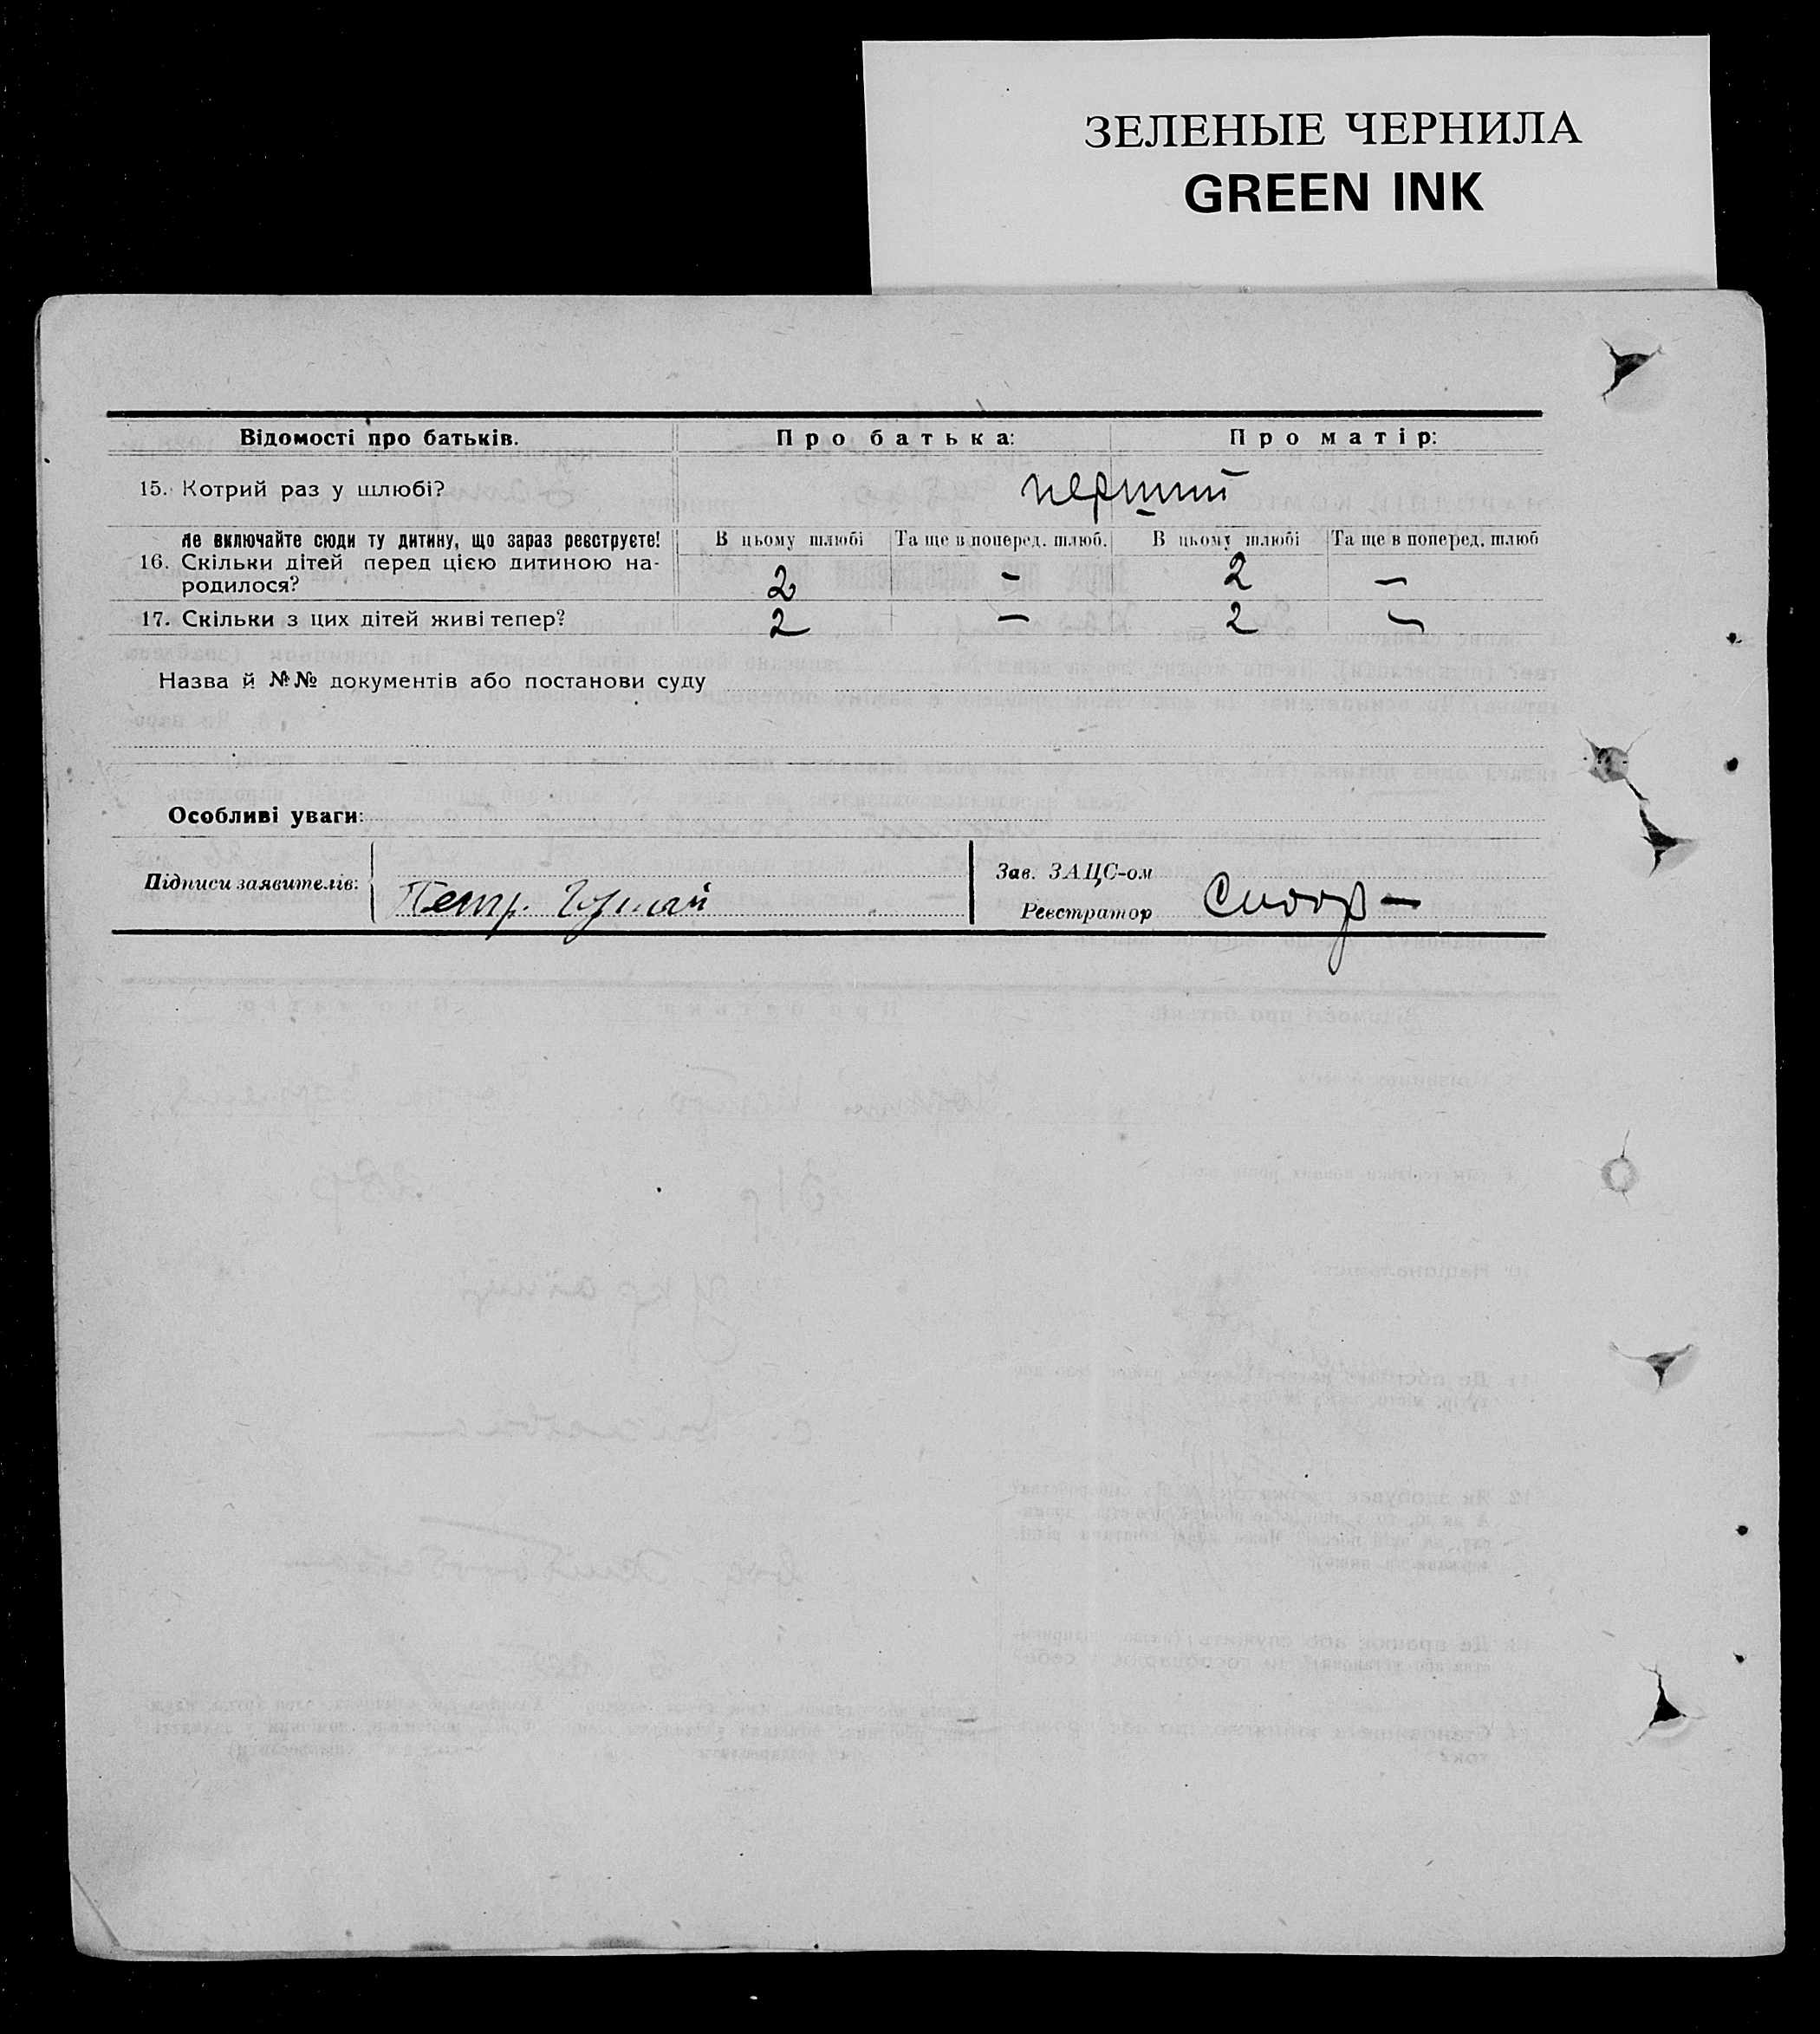 ЗЕЛЕНЫЕ ЧЕРНИЛА
GREEN INK
Відомості про батьків. Про батька: Про матір:
15. Котрий раз у шлюбі? перший
Не включайте сюди ту дитину, що зараз реєструєте! В цьому шлюбі Та ще в поперед. шлюб. В цьому шлюбі Та ще в поперед. шлюб
16. Скільки дітей перед цією дитиною на-
родилося? 2 — 2 —
17. Скільки з цих дітей живі тепер? 2 — 2 —
Назва й №№ документів або постанови суду
Особливі уваги:
Зав. ЗАЦС-ом
Підписи заявителів: Петр.
Реєстратор